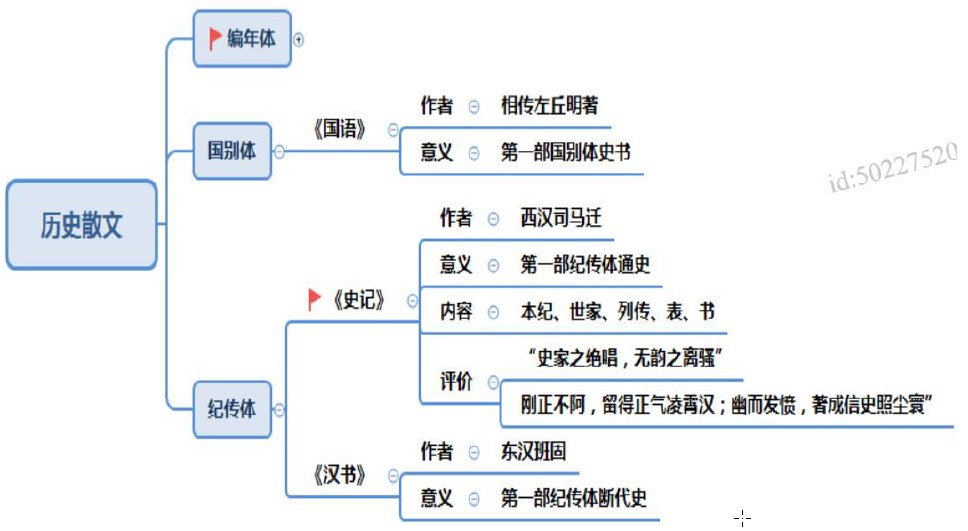 历史散文
编年体
国别体
《国语》
作者 相传左丘明著
意义 第一部国别体史书
纪传体
《史记》
作者 西汉司马迁
意义 第一部纪传体通史
内容 本纪、世家、列传、表、书
评价
“史家之绝唱，无韵之离骚”
刚正不阿，留得正气凌霄汉；幽而发愤，著成信史照尘寰”
《汉书》
作者 东汉班固
意义 第一部纪传体断代史
id:50227520